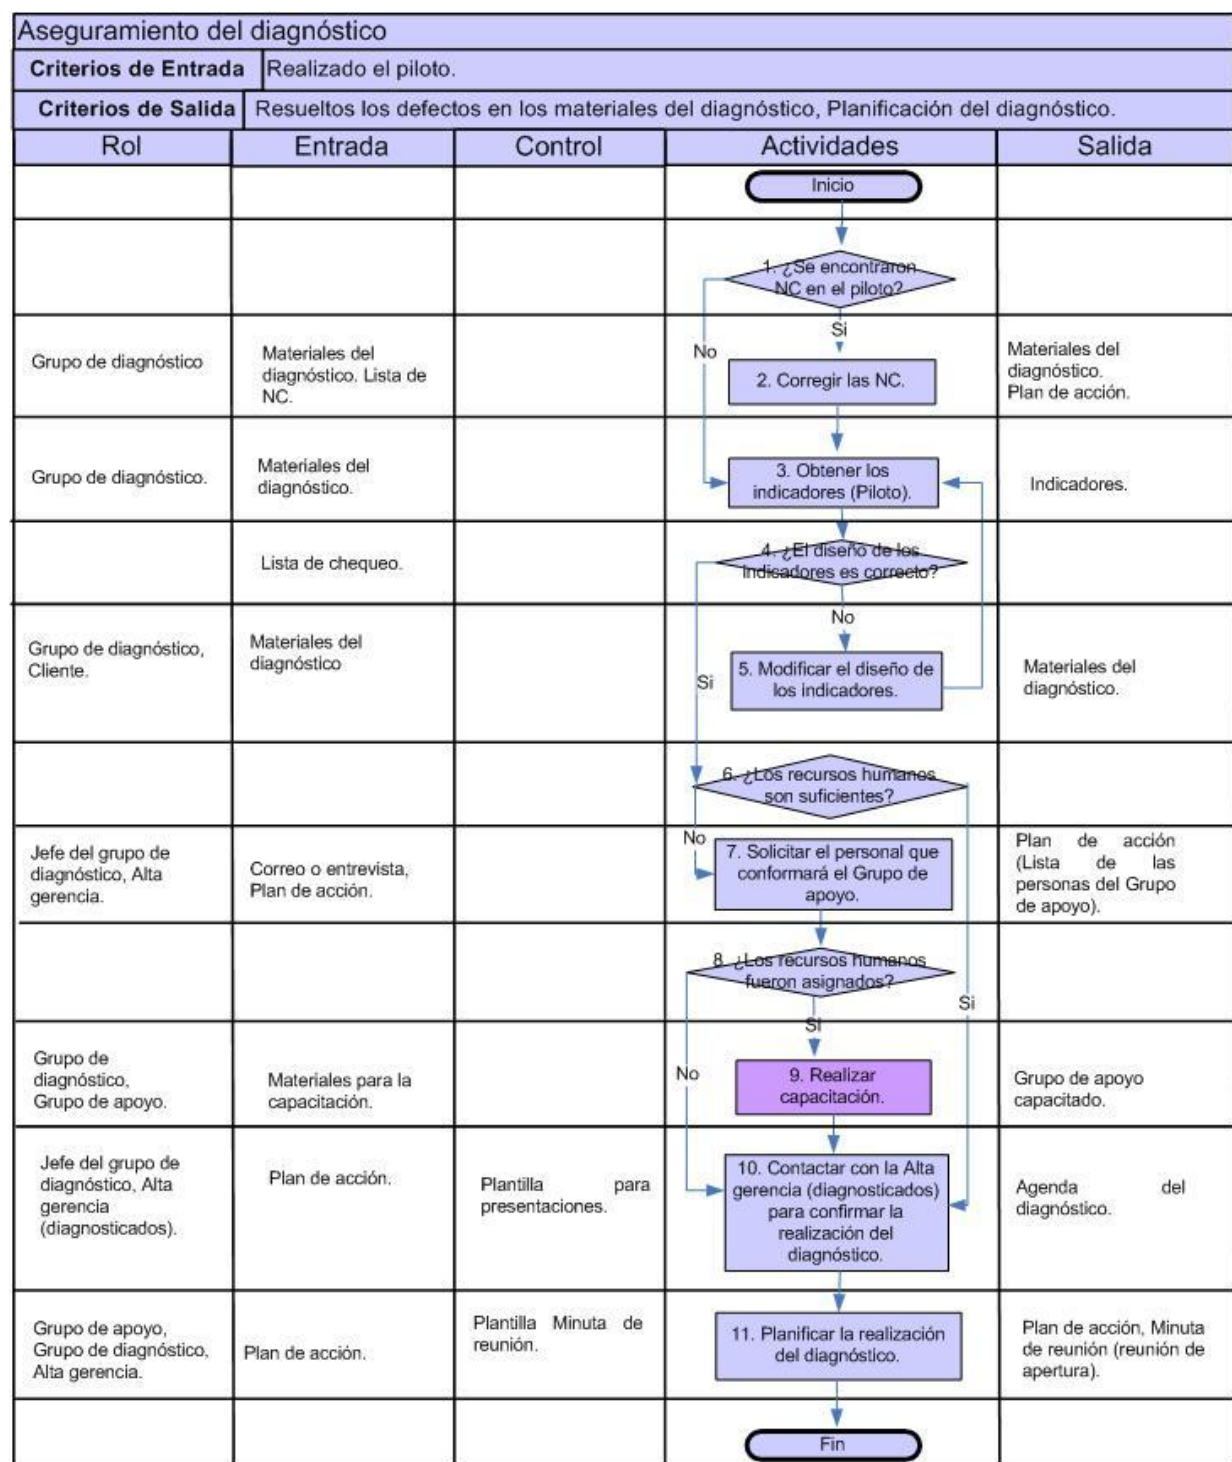 Aseguramiento del diagnóstico
Criterios de Entrada
Realizado el piloto.
Criterios de Salida
Resueltos los defectos en los materiales del diagnóstico, Planificación del diagnóstico.
Rol
Entrada
Control
Actividades
Salida
Inicio
1. ¿Se encontraron
NC en el piloto?
Si
No
Grupo de diagnóstico
Materiales del
diagnóstico. Lista de
NC.
2. Corregir las NC.
Materiales del
diagnóstico.
Plan de acción.
Grupo de diagnóstico.
Materiales del
diagnóstico.
3. Obtener los
indicadores (Piloto).
Indicadores.
Lista de chequeo.
4. ¿El diseño de los
indicadores es correcto?
No
Si
Grupo de diagnóstico,
Cliente.
Materiales del
diagnóstico
5. Modificar el diseño de
los indicadores.
Materiales del
diagnóstico.
6. ¿Los recursos humanos
son suficientes?
No
Jefe del grupo de
diagnóstico, Alta
gerencia.
Correo o entrevista,
Plan de acción.
7. Solicitar el personal que
conformará el Grupo de
apoyo.
Plan de acción
(Lista de las
personas del Grupo
de apoyo).
8. ¿Los recursos humanos
fueron asignados?
Si
Si
No
Grupo de
diagnóstico,
Grupo de apoyo.
Materiales para la
capacitación.
9. Realizar
capacitación.
Grupo de apoyo
capacitado.
Jefe del grupo de
diagnóstico, Alta
gerencia
(diagnosticados).
Plan de acción.
Plantilla para
presentaciones.
10. Contactar con la Alta
gerencia (diagnosticados)
para confirmar la
realización del
diagnóstico.
Agenda del
diagnóstico.
Grupo de apoyo,
Grupo de diagnóstico,
Alta gerencia.
Plan de acción.
Plantilla Minuta de
reunión.
11. Planificar la realización
del diagnóstico.
Plan de acción, Minuta
de reunión (reunión de
apertura).
Fin